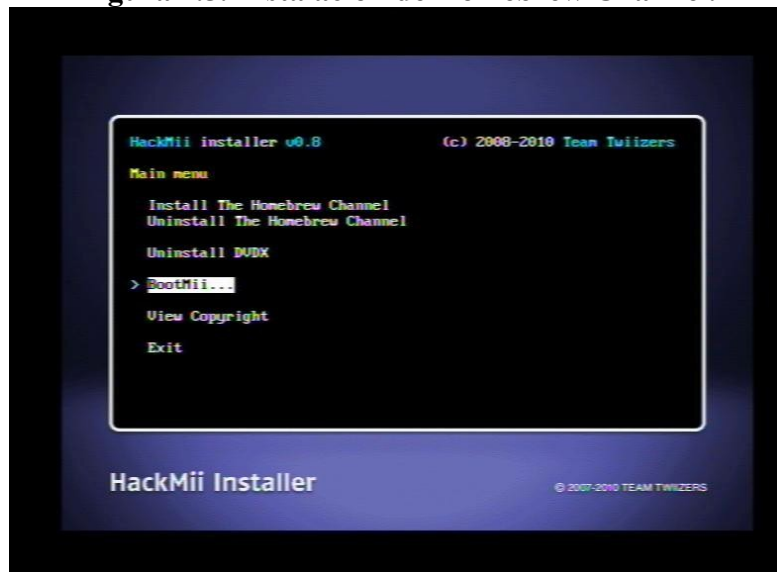 HackMii installer v0.8 (c) 2008-2010 Team Twiizers
Main menu
Install The Homebrew Channel
Uninstall The Homebrew Channel
Uninstall DVDX
> BootMii...
View Copyright
Exit
HackMii Installer
© 2007-2010 TEAM TWIIZERS